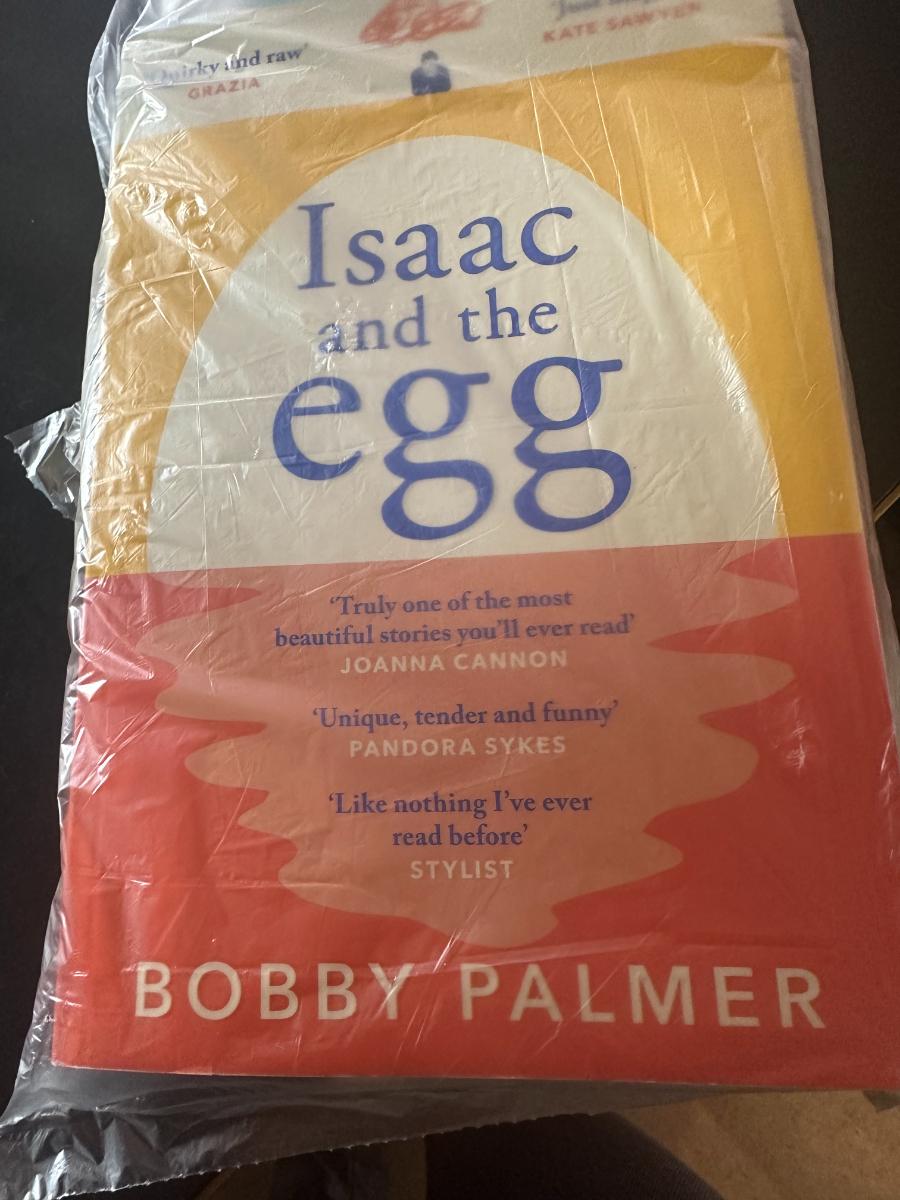 'Quirky and raw'
GRAZIA
'Just
KATE SAWYER
Isaac
and the
egg
‘Truly one of the most
beautiful stories you’ll ever read’
JOANNA CANNON
‘Unique, tender and funny’
PANDORA SYKES
‘Like nothing I’ve ever
read before’
STYLIST
BOBBY PALMER